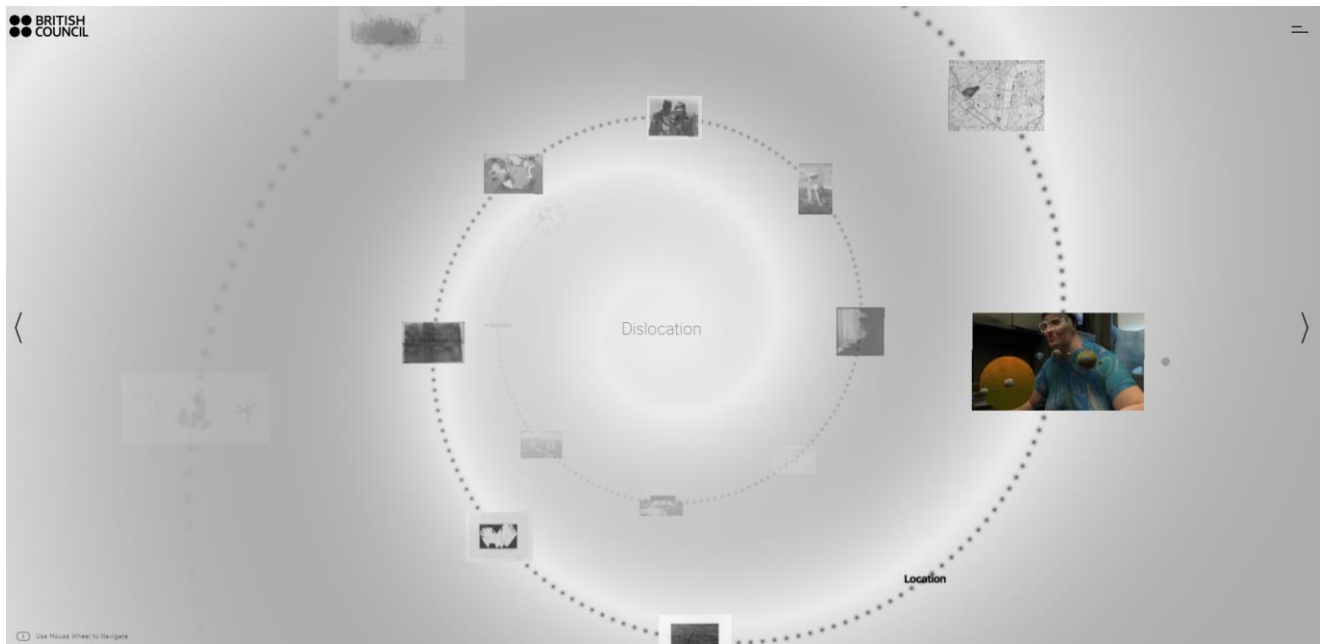 BRITISH
COUNCIL
Dislocation
Location
Use Mouse Wheel to Navigate